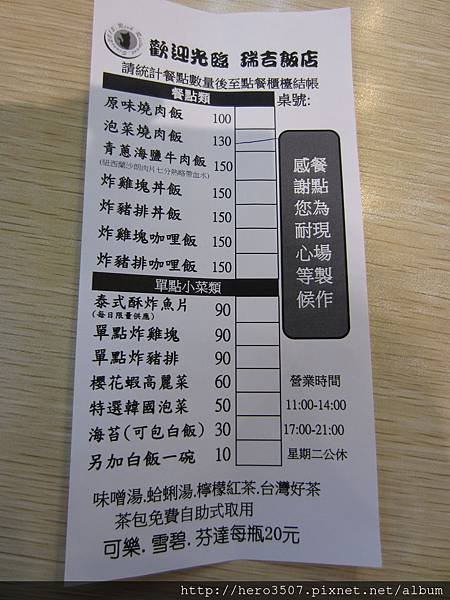 歡迎光臨 瑞吉飯店
請統計餐點數量後至點餐櫃檯結帳
餐點類 桌號:
原味燒肉飯 100
泡菜燒肉飯 130
青蔥海鹽牛肉飯 150
(紐西蘭沙朗肉片七分熟略帶血水)
炸雞塊丼飯 150
炸豬排丼飯 150
炸雞塊咖哩飯 150
炸豬排咖哩飯 150
餐點為現場製作
感謝您耐心等候
單點小菜類
泰式酥炸魚片 90
(每日限量供應)
單點炸雞塊 90
單點炸豬排 90
櫻花蝦高麗菜 60
特選韓國泡菜 50
海苔(可包白飯) 30
另加白飯一碗 10
營業時間
11:00-14:00
17:00-21:00
星期二公休
味噌湯.蛤蜊湯.檸檬紅茶.台灣好茶
茶包免費自助式取用
可樂.雪碧.芬達每瓶20元
http://hero3507.pixnet.net/album